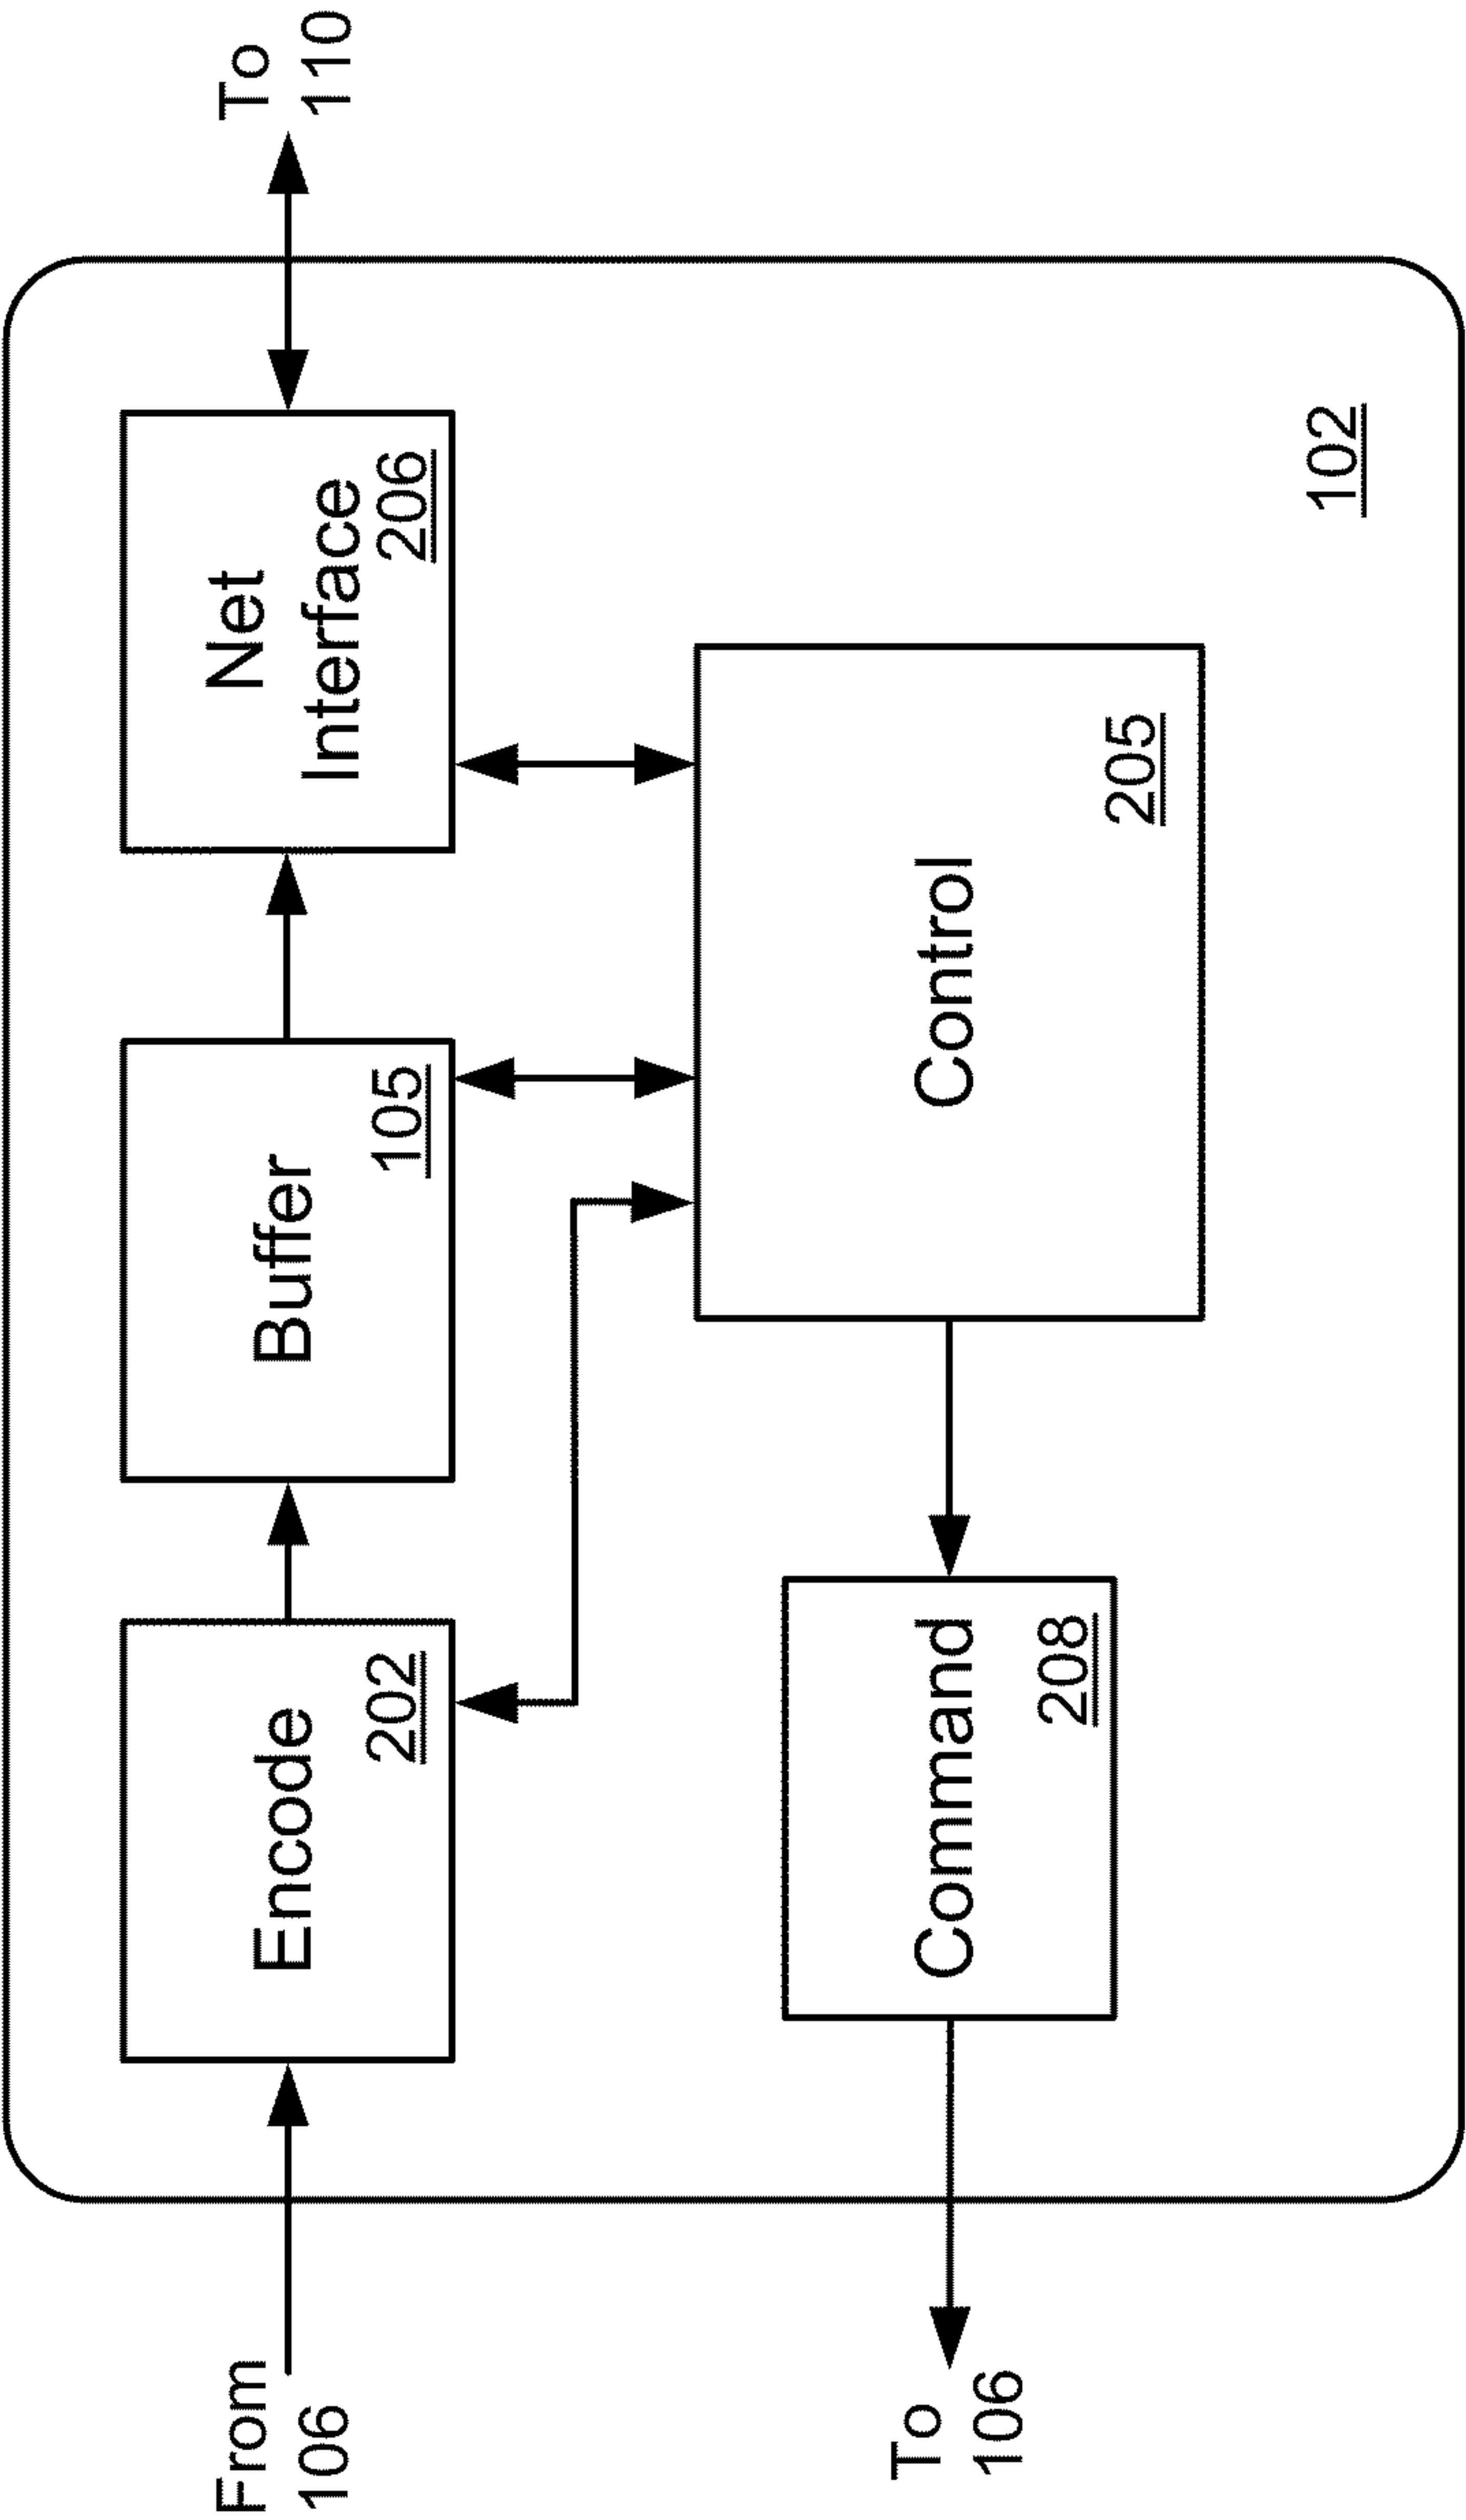 From
106
Encode
202
Buffer
105
Net
Interface
206
To
110
To
106
Command
208
Control
205
102